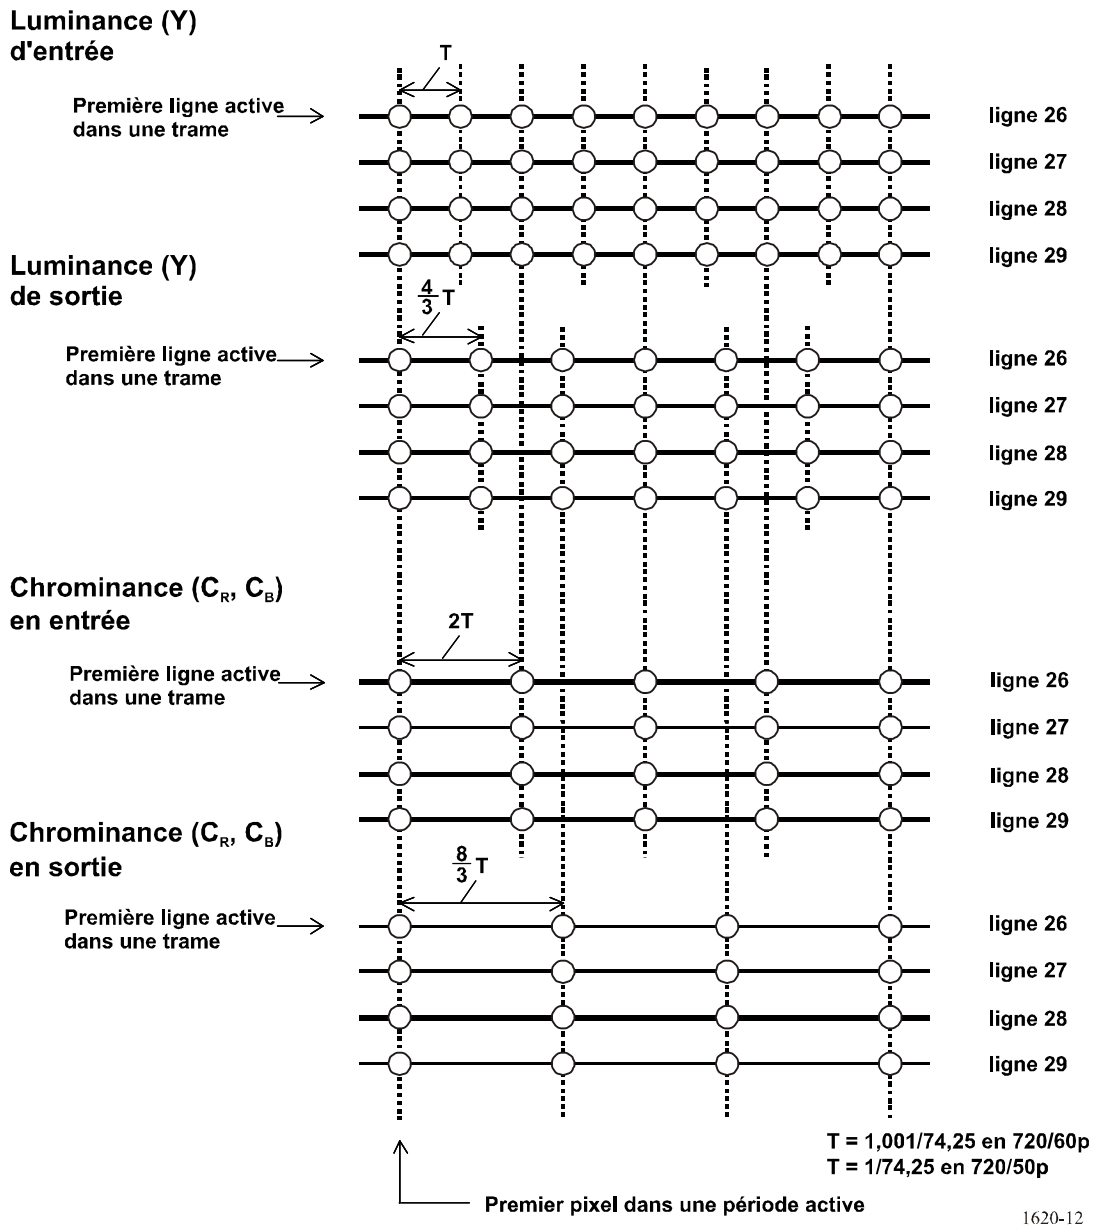 Luminance (Y)
d'entrée
T
Première ligne active
dans une trame
ligne 26
ligne 27
ligne 28
ligne 29
Luminance (Y)
de sortie
4/3 T
Première ligne active
dans une trame
ligne 26
ligne 27
ligne 28
ligne 29
Chrominance (CR, CB)
en entrée
2T
Première ligne active
dans une trame
ligne 26
ligne 27
ligne 28
ligne 29
Chrominance (CR, CB)
en sortie
8/3 T
Première ligne active
dans une trame
ligne 26
ligne 27
ligne 28
ligne 29
T = 1,001/74,25 en 720/60p
T = 1/74,25 en 720/50p
Premier pixel dans une période active
1620-12